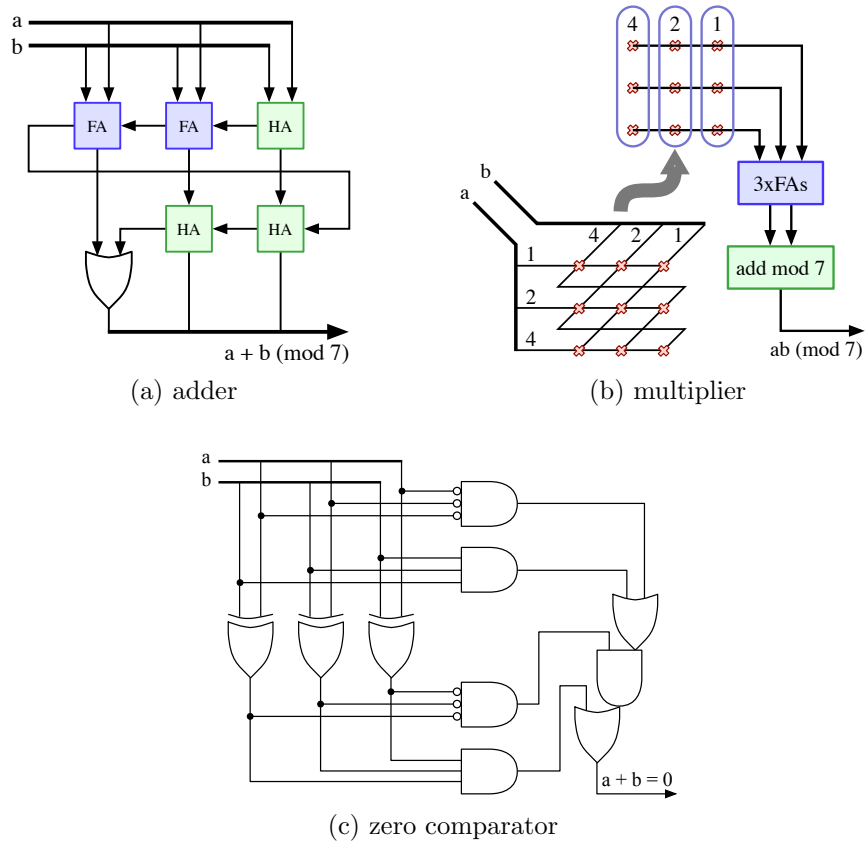 a
b
FA
FA
HA
HA
HA
a + b (mod 7)
(a) adder
4 2 1
b
a
4 2 1
1
2
4
3xFAs
add mod 7
ab (mod 7)
(b) multiplier
a
b
a + b = 0
(c) zero comparator